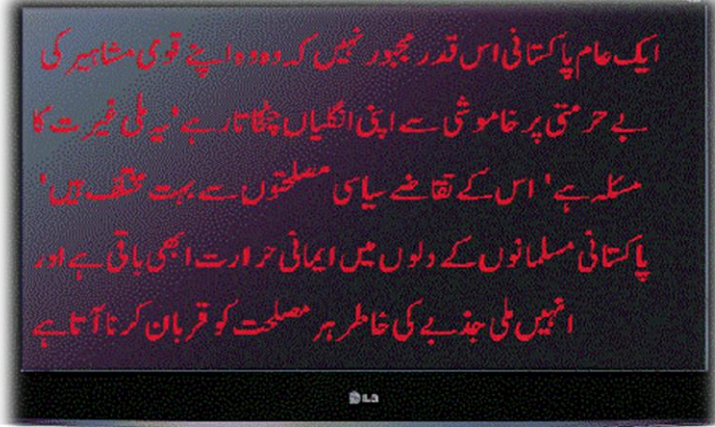 ایک عام پاکستانی اس قدر مجبور نہیں کہ وہ وہ اپنے قومی مشاہیر کی
بے حرمتی پر خاموشی سے اپنی انگلیاں چٹخاتا رہے' یہ ملی غیرت کا
مسئلہ ہے' اس کے تقاضے سیاسی مصلحتوں سے بہت مختلف ہیں'
پاکستانی مسلمانوں کے دلوں میں ایمانی حرارت ابھی باقی ہے اور
انہیں ملی جذبے کی خاطر ہر مصلحت کو قربان کرنا آتا ہے
LG